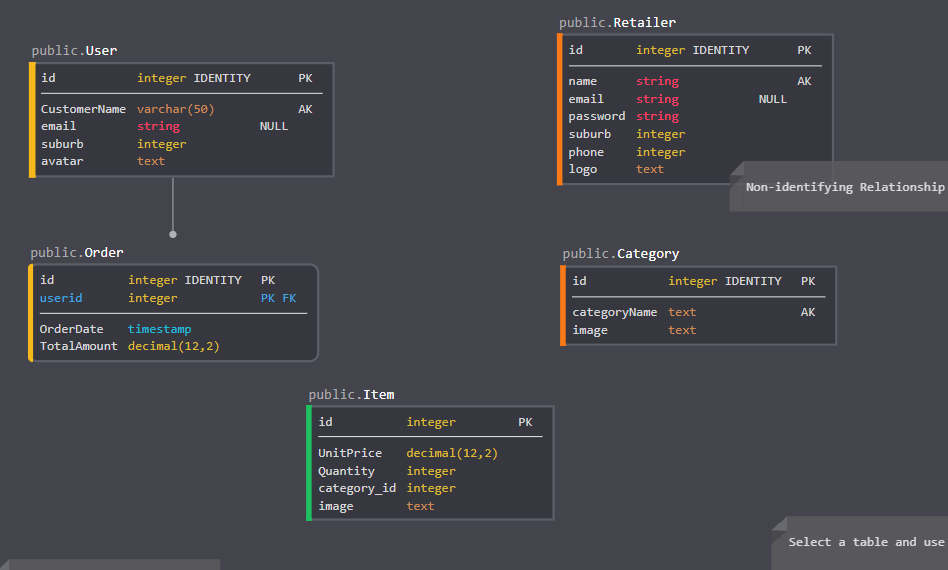 public.User
id integer IDENTITY PK
CustomerName varchar(50) AK
email string NULL
suburb integer
avatar text
public.Retailer
id integer IDENTITY PK
name string AK
email string NULL
password string
suburb integer
phone integer
logo text
Non-identifying Relationship
public.Order
id integer IDENTITY PK
userid integer PK FK
OrderDate timestamp
TotalAmount decimal(12,2)
public.Category
id integer IDENTITY PK
categoryName text AK
image text
public.Item
id integer PK
UnitPrice decimal(12,2)
Quantity integer
category_id integer
image text
Select a table and use